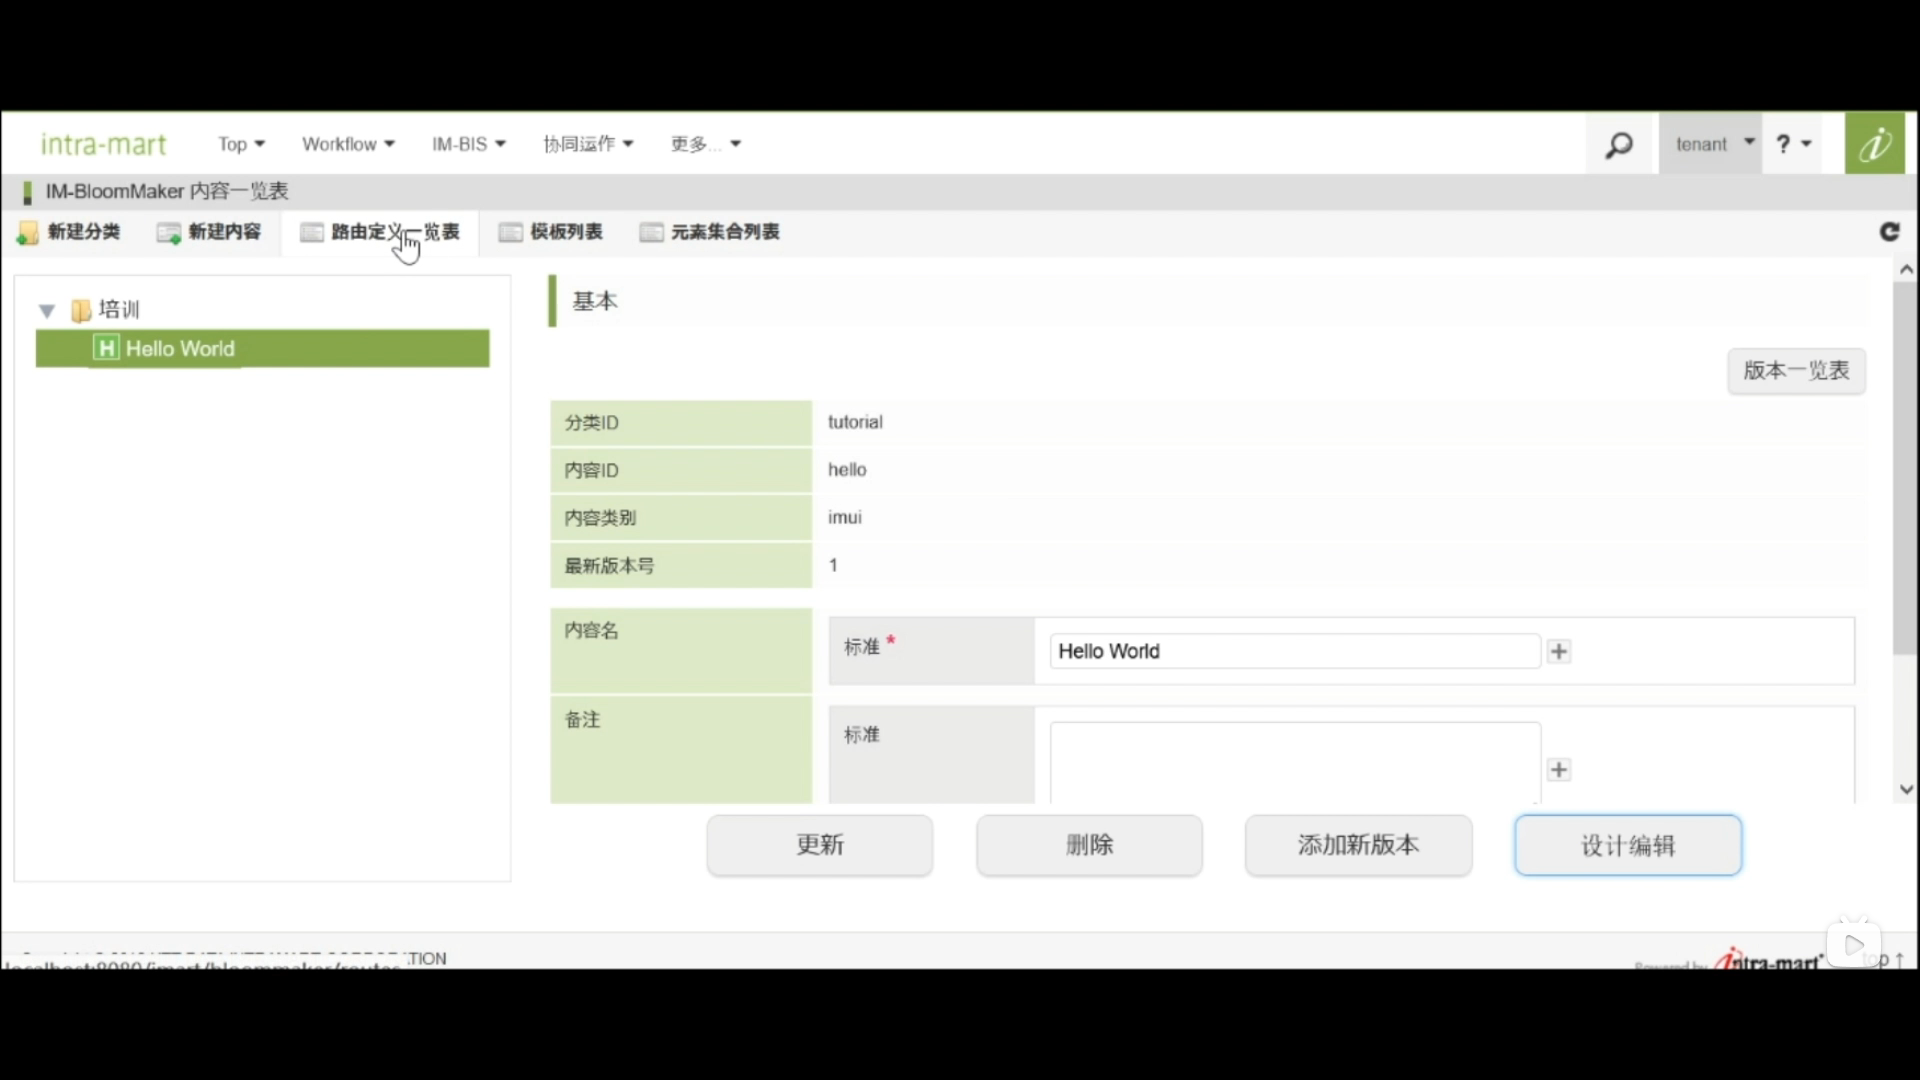 intra-mart Top Workflow IM-BIS 协同运作 更多... tenant ?
IM-BloomMaker 内容一览表
新建分类 新建内容 路由定义一览表 模板列表 元素集合列表
培训
H Hello World
基本
版本一览表
分类ID tutorial
内容ID hello
内容类别 imui
最新版本号 1
内容名 标准 * Hello World
备注 标准
更新 删除 添加新版本 设计编辑
Powered by intra-mart top ↑
localhost:8080/imart/bloommaker/routes